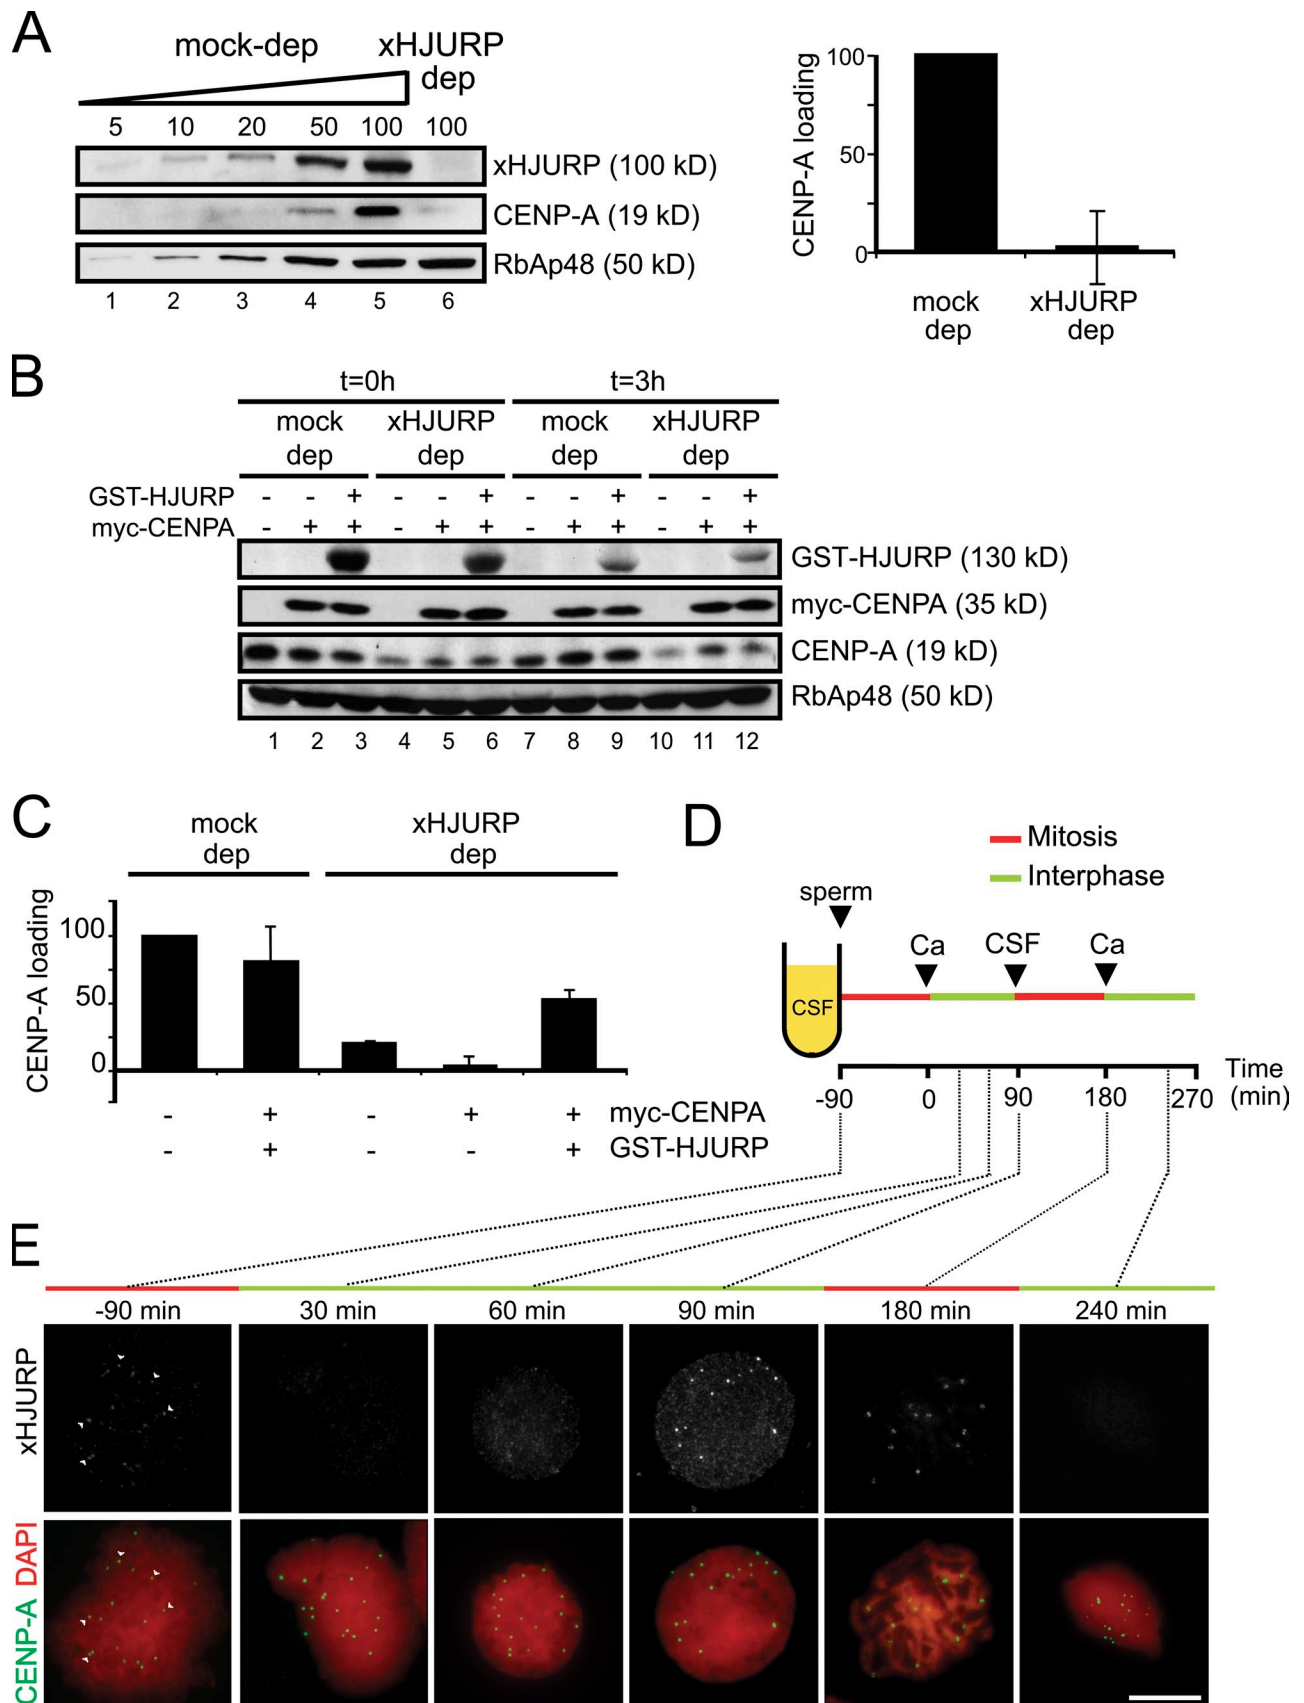 A
mock-dep
xHJURP dep
5 10 20 50 100 100
xHJURP (100 kD)
CENP-A (19 kD)
RbAp48 (50 kD)
1 2 3 4 5 6
CENP-A loading
100
50
0
mock dep
xHJURP dep
B
t=0h t=3h
mock dep
xHJURP dep
mock dep
xHJURP dep
GST-HJURP - - + - - + - - + - - +
myc-CENPA - + + - + + - + + - + +
GST-HJURP (130 kD)
myc-CENPA (35 kD)
CENP-A (19 kD)
RbAp48 (50 kD)
1 2 3 4 5 6 7 8 9 10 11 12
C
mock dep
xHJURP dep
CENP-A loading
100
50
0
- + - + + myc-CENPA
- + - - + GST-HJURP
D
Mitosis
Interphase
sperm
Ca CSF Ca
CSF
-90 0 90 180 270
Time (min)
E
-90 min 30 min 60 min 90 min 180 min 240 min
xHJURP
CENP-A DAPI